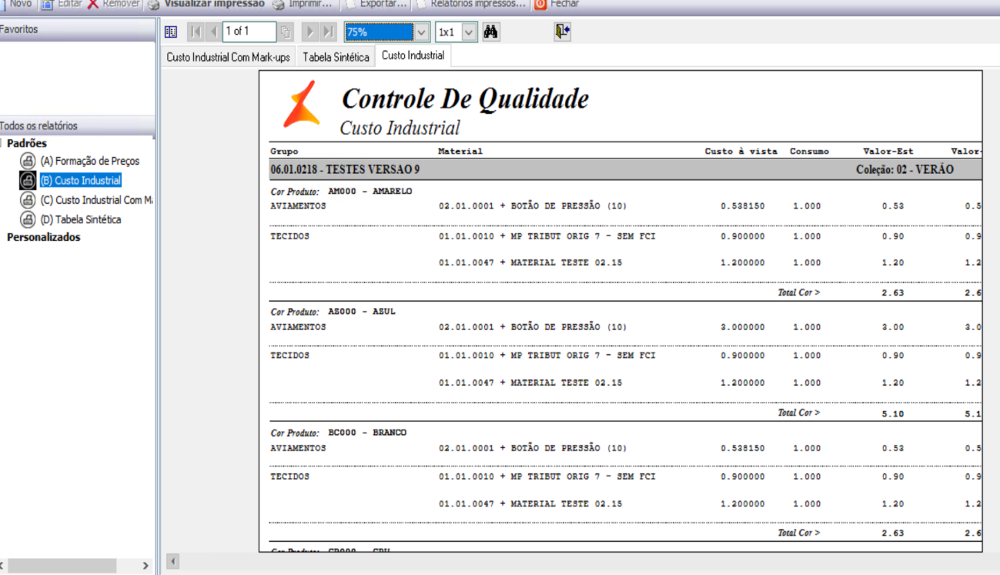 Novo Editar Remover Visualizar impressão Imprimir... Exportar... Relatórios impressos... Fechar
Favoritos
1 of 1 75% 1x1
Custo Industrial Com Mark-ups Tabela Sintética Custo Industrial
Controle De Qualidade
Custo Industrial
Todos os relatórios
Padrões
(A) Formação de Preços
(B) Custo Industrial
(C) Custo Industrial Com M
(D) Tabela Sintética
Personalizados
Grupo Material Custo à vista Consumo Valor-Est Valor-
06.01.0218 - TESTES VERSAO 9 Coleção: 02 - VERÃO
Cor Produto: AM000 - AMARELO
AVIAMENTOS 02.01.0001 + BOTÃO DE PRESSÃO (10) 0.538150 1.000 0.53 0.5
TECIDOS 01.01.0010 + MP TRIBUT ORIG 7 - SEM FCI 0.900000 1.000 0.90 0.9
01.01.0047 + MATERIAL TESTE 02.15 1.200000 1.000 1.20 1.2
Total Cor > 2.63 2.6
Cor Produto: AZ000 - AZUL
AVIAMENTOS 02.01.0001 + BOTÃO DE PRESSÃO (10) 3.000000 1.000 3.00 3.0
TECIDOS 01.01.0010 + MP TRIBUT ORIG 7 - SEM FCI 0.900000 1.000 0.90 0.9
01.01.0047 + MATERIAL TESTE 02.15 1.200000 1.000 1.20 1.2
Total Cor > 5.10 5.1
Cor Produto: BC000 - BRANCO
AVIAMENTOS 02.01.0001 + BOTÃO DE PRESSÃO (10) 0.538150 1.000 0.53 0.5
TECIDOS 01.01.0010 + MP TRIBUT ORIG 7 - SEM FCI 0.900000 1.000 0.90 0.9
01.01.0047 + MATERIAL TESTE 02.15 1.200000 1.000 1.20 1.2
Total Cor > 2.63 2.6